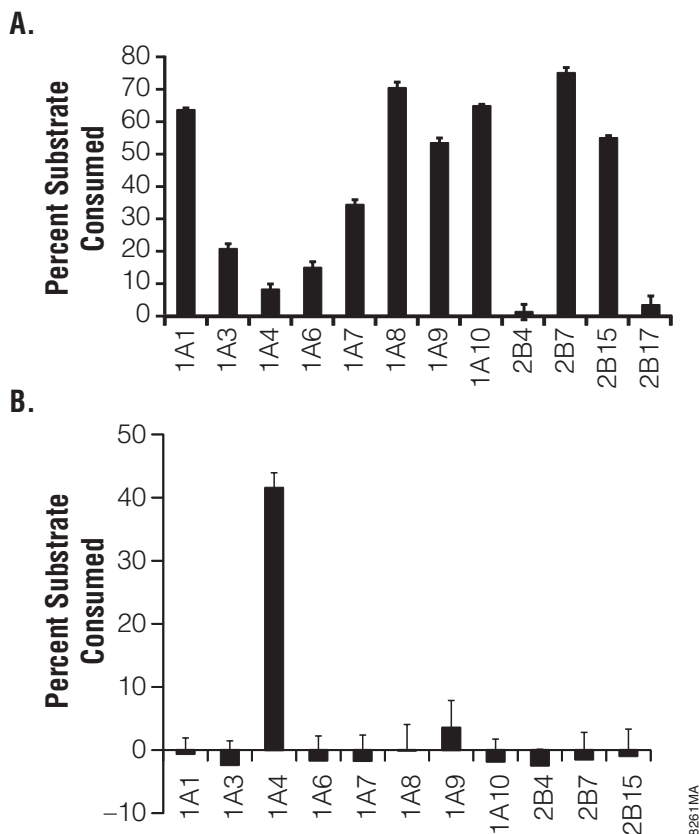 A.
Percent Substrate
Consumed
80
70
60
50
40
30
20
10
0
1A1
1A3
1A4
1A6
1A7
1A8
1A9
1A10
2B4
2B7
2B15
2B17
B.
Percent Substrate
Consumed
50
40
30
20
10
0
–10
1A1
1A3
1A4
1A6
1A7
1A8
1A9
1A10
2B4
2B7
2B15
8261MA